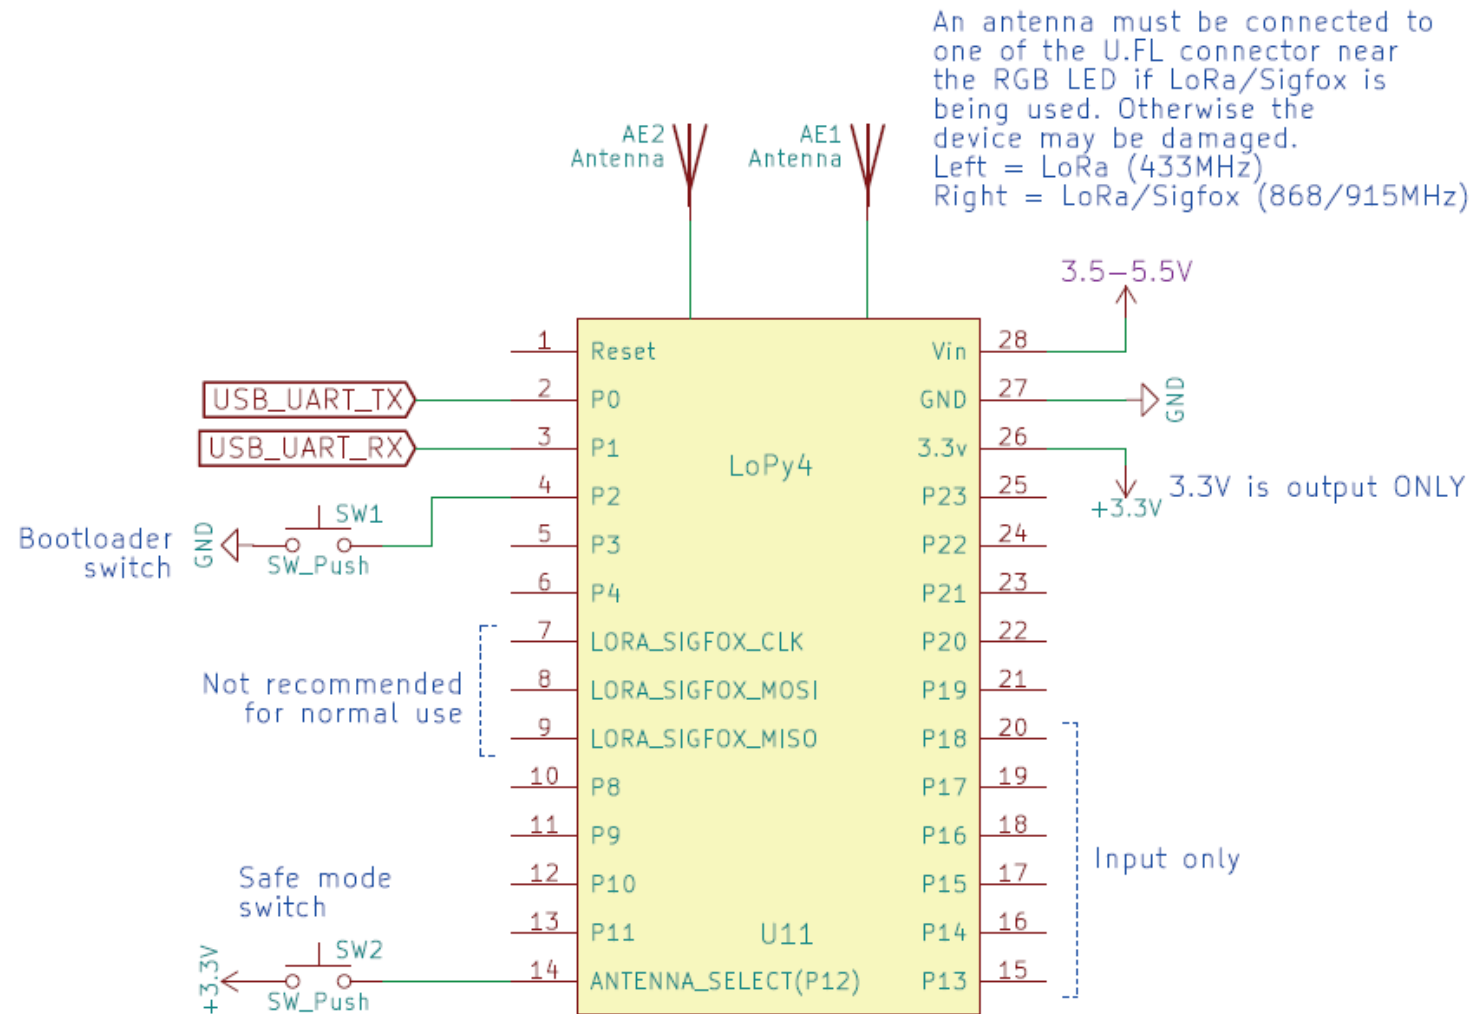 An antenna must be connected to
one of the U.FL connector near
the RGB LED if LoRa/Sigfox is
being used. Otherwise the
device may be damaged.
Left = LoRa (433MHz)
Right = LoRa/Sigfox (868/915MHz)
AE2
Antenna
AE1
Antenna
3.5-5.5V
1 Reset
Vin 28
USB_UART_TX 2 P0
GND 27 GND
USB_UART_RX 3 P1
3.3v 26
LoPy4
4 P2
P23 25
+3.3V
3.3V is output ONLY
Bootloader
switch
GND
SW1
SW_Push
5 P3
P22 24
6 P4
P21 23
7 LORA_SIGFOX_CLK
P20 22
Not recommended
for normal use
8 LORA_SIGFOX_MOSI
P19 21
9 LORA_SIGFOX_MISO
P18 20
10 P8
P17 19
11 P9
P16 18
Input only
12 P10
P15 17
Safe mode
switch
13 P11
U11
P14 16
+3.3V
SW2
SW_Push
14 ANTENNA_SELECT(P12)
P13 15